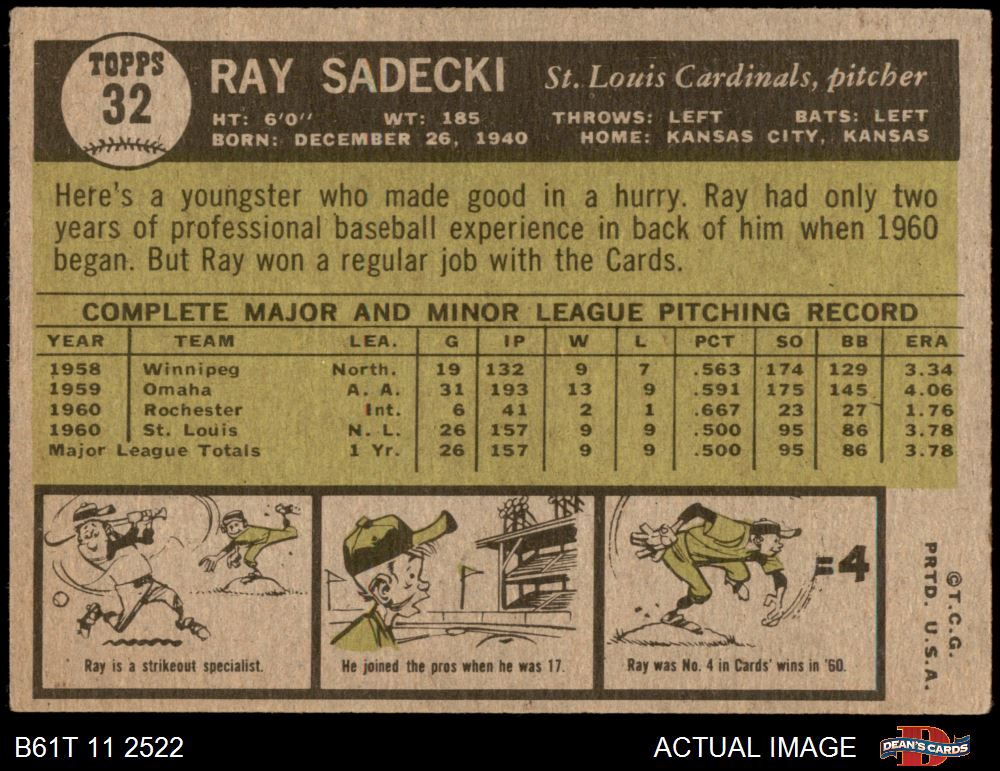 TOPPS
32
RAY SADECKI St. Louis Cardinals, pitcher
HT: 6'0" WT: 185 THROWS: LEFT BATS: LEFT
BORN: DECEMBER 26, 1940 HOME: KANSAS CITY, KANSAS
Here's a youngster who made good in a hurry. Ray had only two
years of professional baseball experience in back of him when 1960
began. But Ray won a regular job with the Cards.
COMPLETE MAJOR AND MINOR LEAGUE PITCHING RECORD
YEAR TEAM LEA. G IP W L PCT SO BB ERA
1958 Winnipeg North. 19 132 9 7 .563 174 129 3.34
1959 Omaha A. A. 31 193 13 9 .591 175 145 4.06
1960 Rochester Int. 6 41 2 1 .667 23 27 1.76
1960 St. Louis N. L. 26 157 9 9 .500 95 86 3.78
Major League Totals 1 Yr. 26 157 9 9 .500 95 86 3.78
Ray is a strikeout specialist.
He joined the pros when he was 17.
=4
Ray was No. 4 in Cards' wins in '60.
©T.C.G.
PRTD. U.S.A.
B61T 11 2522 ACTUAL IMAGE DEAN'S CARDS